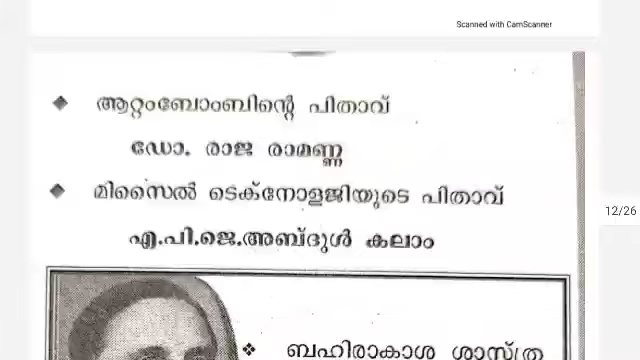 Scanned with CamScanner
ആറ്റംബോംബിന്റെ പിതാവ്
ഡോ. രാജ രാമണ്ണ
മിസൈൽ ടെക്നോളജിയുടെ പിതാവ്
എ.പി.ജെ.അബ്ദുൾ കലാം
12/26
ബഹിരാകാശ ശാസ്ത്ര